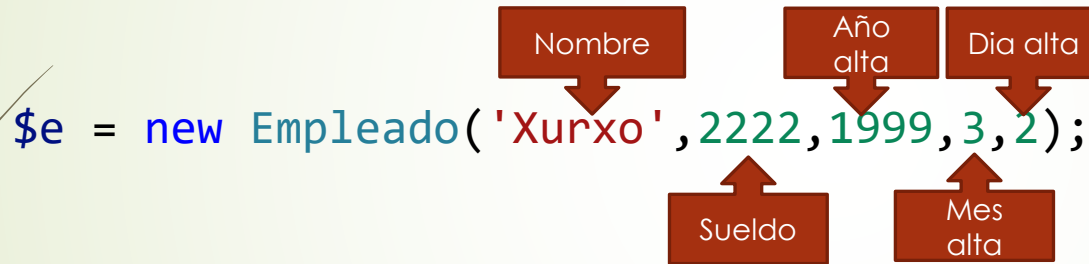 Nombre
Año
alta
Dia alta
$e = new Empleado('Xurxo',2222,1999,3,2);
Sueldo
Mes
alta